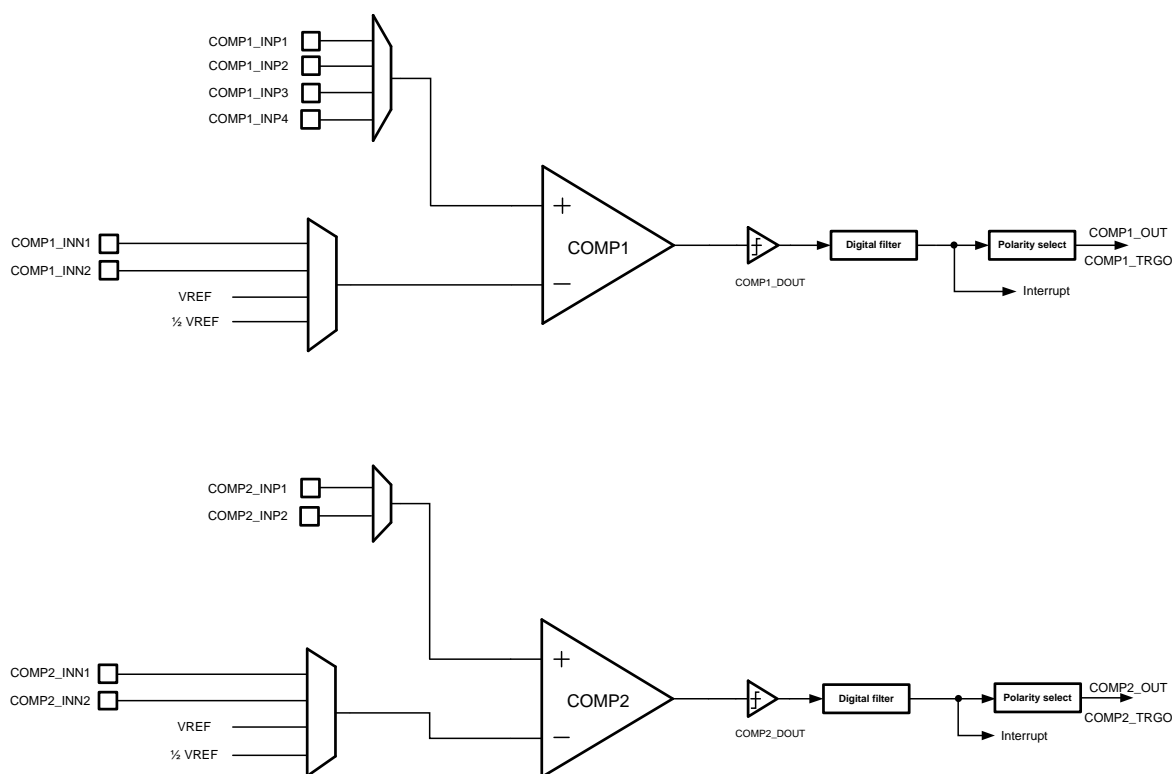 COMP1_INP1
COMP1_INP2
COMP1_INP3
COMP1_INP4
COMP1_INN1
COMP1_INN2
VREF
½ VREF
+
−
COMP1
COMP1_DOUT
Digital filter
Polarity select
COMP1_OUT
COMP1_TRGO
Interrupt
COMP2_INP1
COMP2_INP2
COMP2_INN1
COMP2_INN2
VREF
½ VREF
+
−
COMP2
COMP2_DOUT
Digital filter
Polarity select
COMP2_OUT
COMP2_TRGO
Interrupt